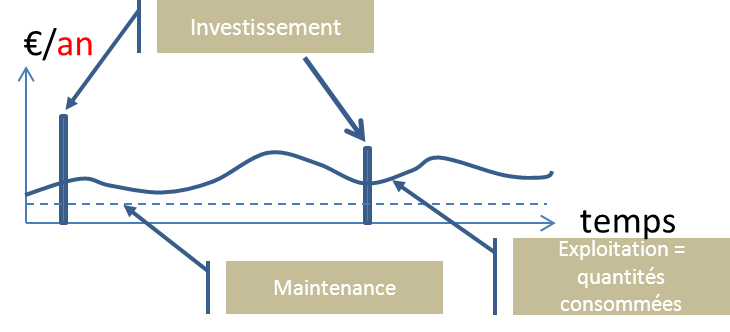 Investissement
€/an
temps
Exploitation =
quantités
consommées
Maintenance